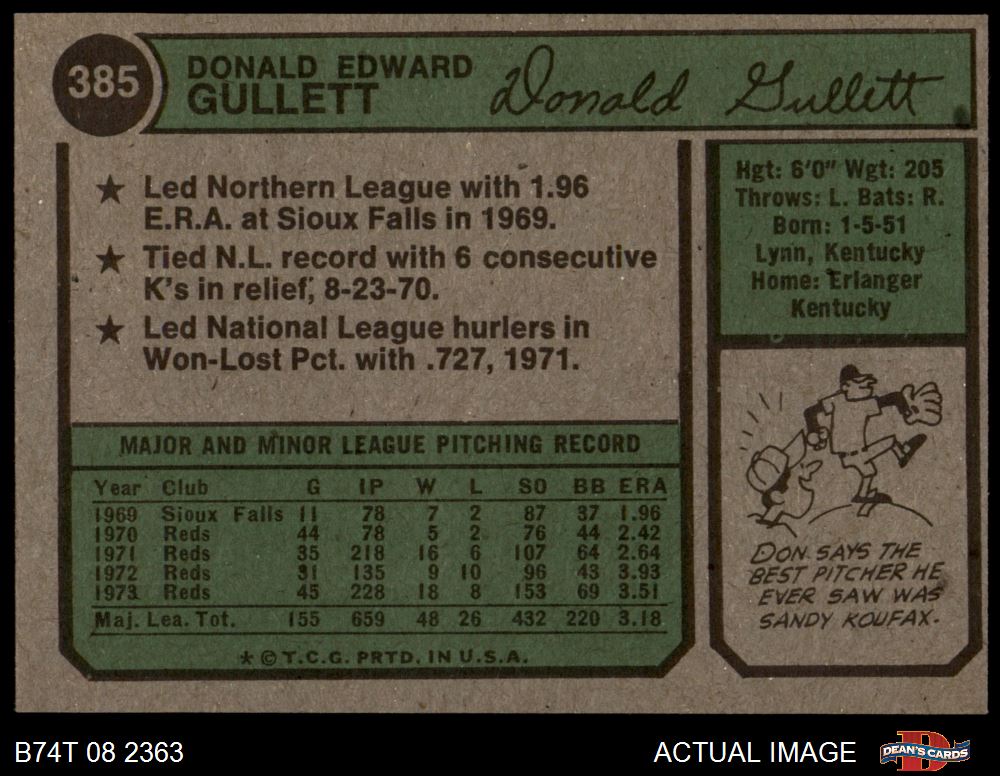 385
DONALD EDWARD
GULLETT
Donald Gullett
★ Led Northern League with 1.96
E.R.A. at Sioux Falls in 1969.
★ Tied N.L. record with 6 consecutive
K's in relief, 8-23-70.
★ Led National League hurlers in
Won-Lost Pct. with .727, 1971.
Hgt: 6'0" Wgt: 205
Throws: L. Bats: R.
Born: 1-5-51
Lynn, Kentucky
Home: Erlanger
Kentucky
MAJOR AND MINOR LEAGUE PITCHING RECORD
Year Club G IP W L SO BB ERA
1969 Sioux Falls 11 78 7 2 87 37 1.96
1970 Reds 44 78 5 2 76 44 2.42
1971 Reds 35 218 16 6 107 64 2.64
1972 Reds 31 135 9 10 96 43 3.93
1973 Reds 45 228 18 8 153 69 3.51
Maj. Lea. Tot. 155 659 48 26 432 220 3.18
* © T.C.G. PRTD. IN U.S.A.
DON SAYS THE
BEST PITCHER HE
EVER SAW WAS
SANDY KOUFAX.
B74T 08 2363
ACTUAL IMAGE
DEAN'S CARDS